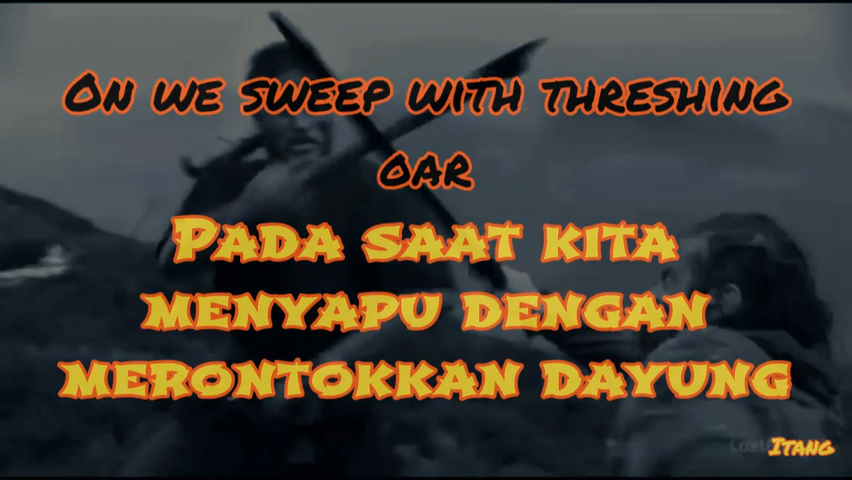 On we sweep with threshing
oar
Pada saat kita
menyapu dengan
merontokkan dayung
Itang